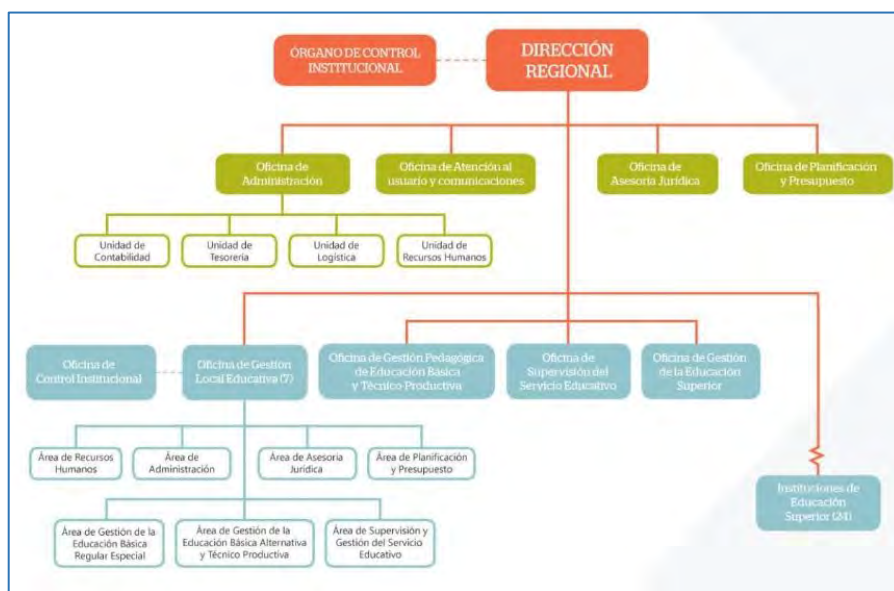 ÓRGANO DE CONTROL
INSTITUCIONAL
DIRECCIÓN
REGIONAL
Oficina de
Administración
Oficina de Atención al
usuario y comunicaciones
Oficina de
Asesoría Jurídica
Oficina de Planificación
y Presupuesto
Unidad de
Contabilidad
Unidad de
Tesorería
Unidad de
Logística
Unidad de
Recursos Humanos
Oficina de
Control Institucional
Oficina de Gestión
Local Educativa (7)
Oficina de Gestión Pedagógica
de Educación Básica
y Técnico Productiva
Oficina de
Supervisión del
Servicio Educativo
Oficina de Gestión
de la Educación
Superior
Área de Recursos
Humanos
Área de
Administración
Área de Asesoría
Jurídica
Área de Planificación
y Presupuesto
Área de Gestión de la
Educación Básica
Regular Especial
Área de Gestión de la
Educación Básica Alternativa
y Técnico Productiva
Área de Supervisión y
Gestión del Servicio
Educativo
Instituciones de
Educación
Superior (24)